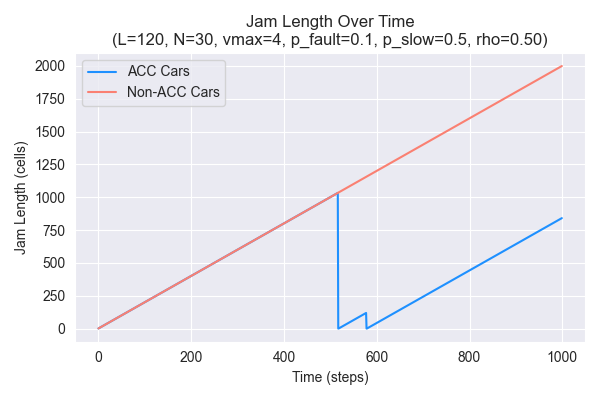 Jam Length Over Time
(L=120, N=30, vmax=4, p_fault=0.1, p_slow=0.5, rho=0.50)
ACC Cars
Non-ACC Cars
Jam Length (cells)
2000
1750
1500
1250
1000
750
500
250
0
0 200 400 600 800 1000
Time (steps)